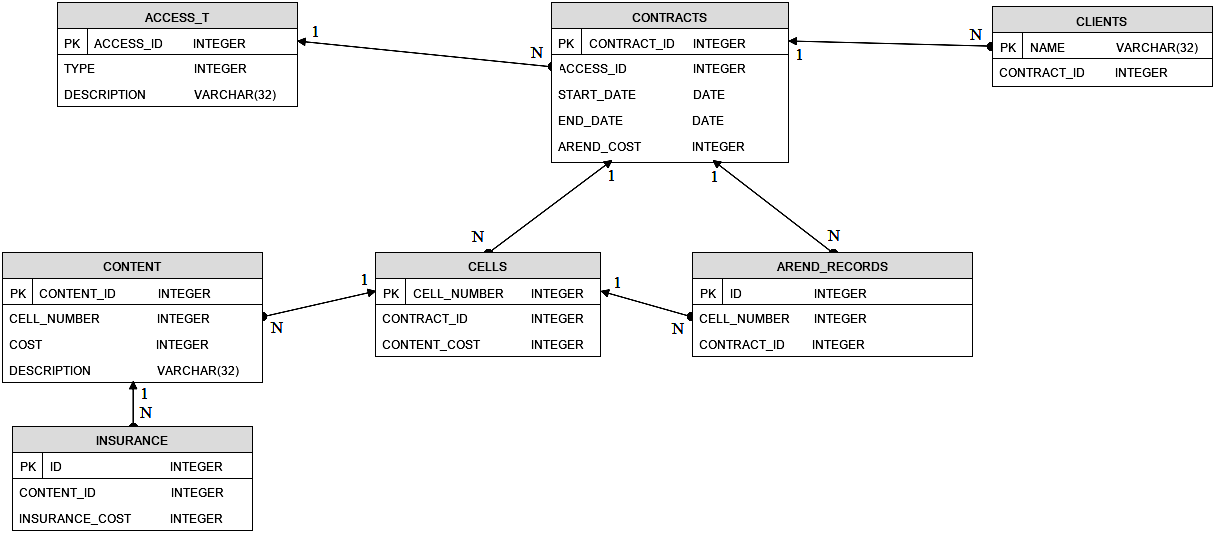 ACCESS_T
PK ACCESS_ID INTEGER
TYPE INTEGER
DESCRIPTION VARCHAR(32)
1
N
CONTRACTS
PK CONTRACT_ID INTEGER
ACCESS_ID INTEGER
START_DATE DATE
END_DATE DATE
AREND_COST INTEGER
1
N
CLIENTS
PK NAME VARCHAR(32)
CONTRACT_ID INTEGER
1
1
N
N
CONTENT
PK CONTENT_ID INTEGER
CELL_NUMBER INTEGER
COST INTEGER
DESCRIPTION VARCHAR(32)
1
N
CELLS
PK CELL_NUMBER INTEGER
CONTRACT_ID INTEGER
CONTENT_COST INTEGER
1
N
AREND_RECORDS
PK ID INTEGER
CELL_NUMBER INTEGER
CONTRACT_ID INTEGER
1
N
INSURANCE
PK ID INTEGER
CONTENT_ID INTEGER
INSURANCE_COST INTEGER